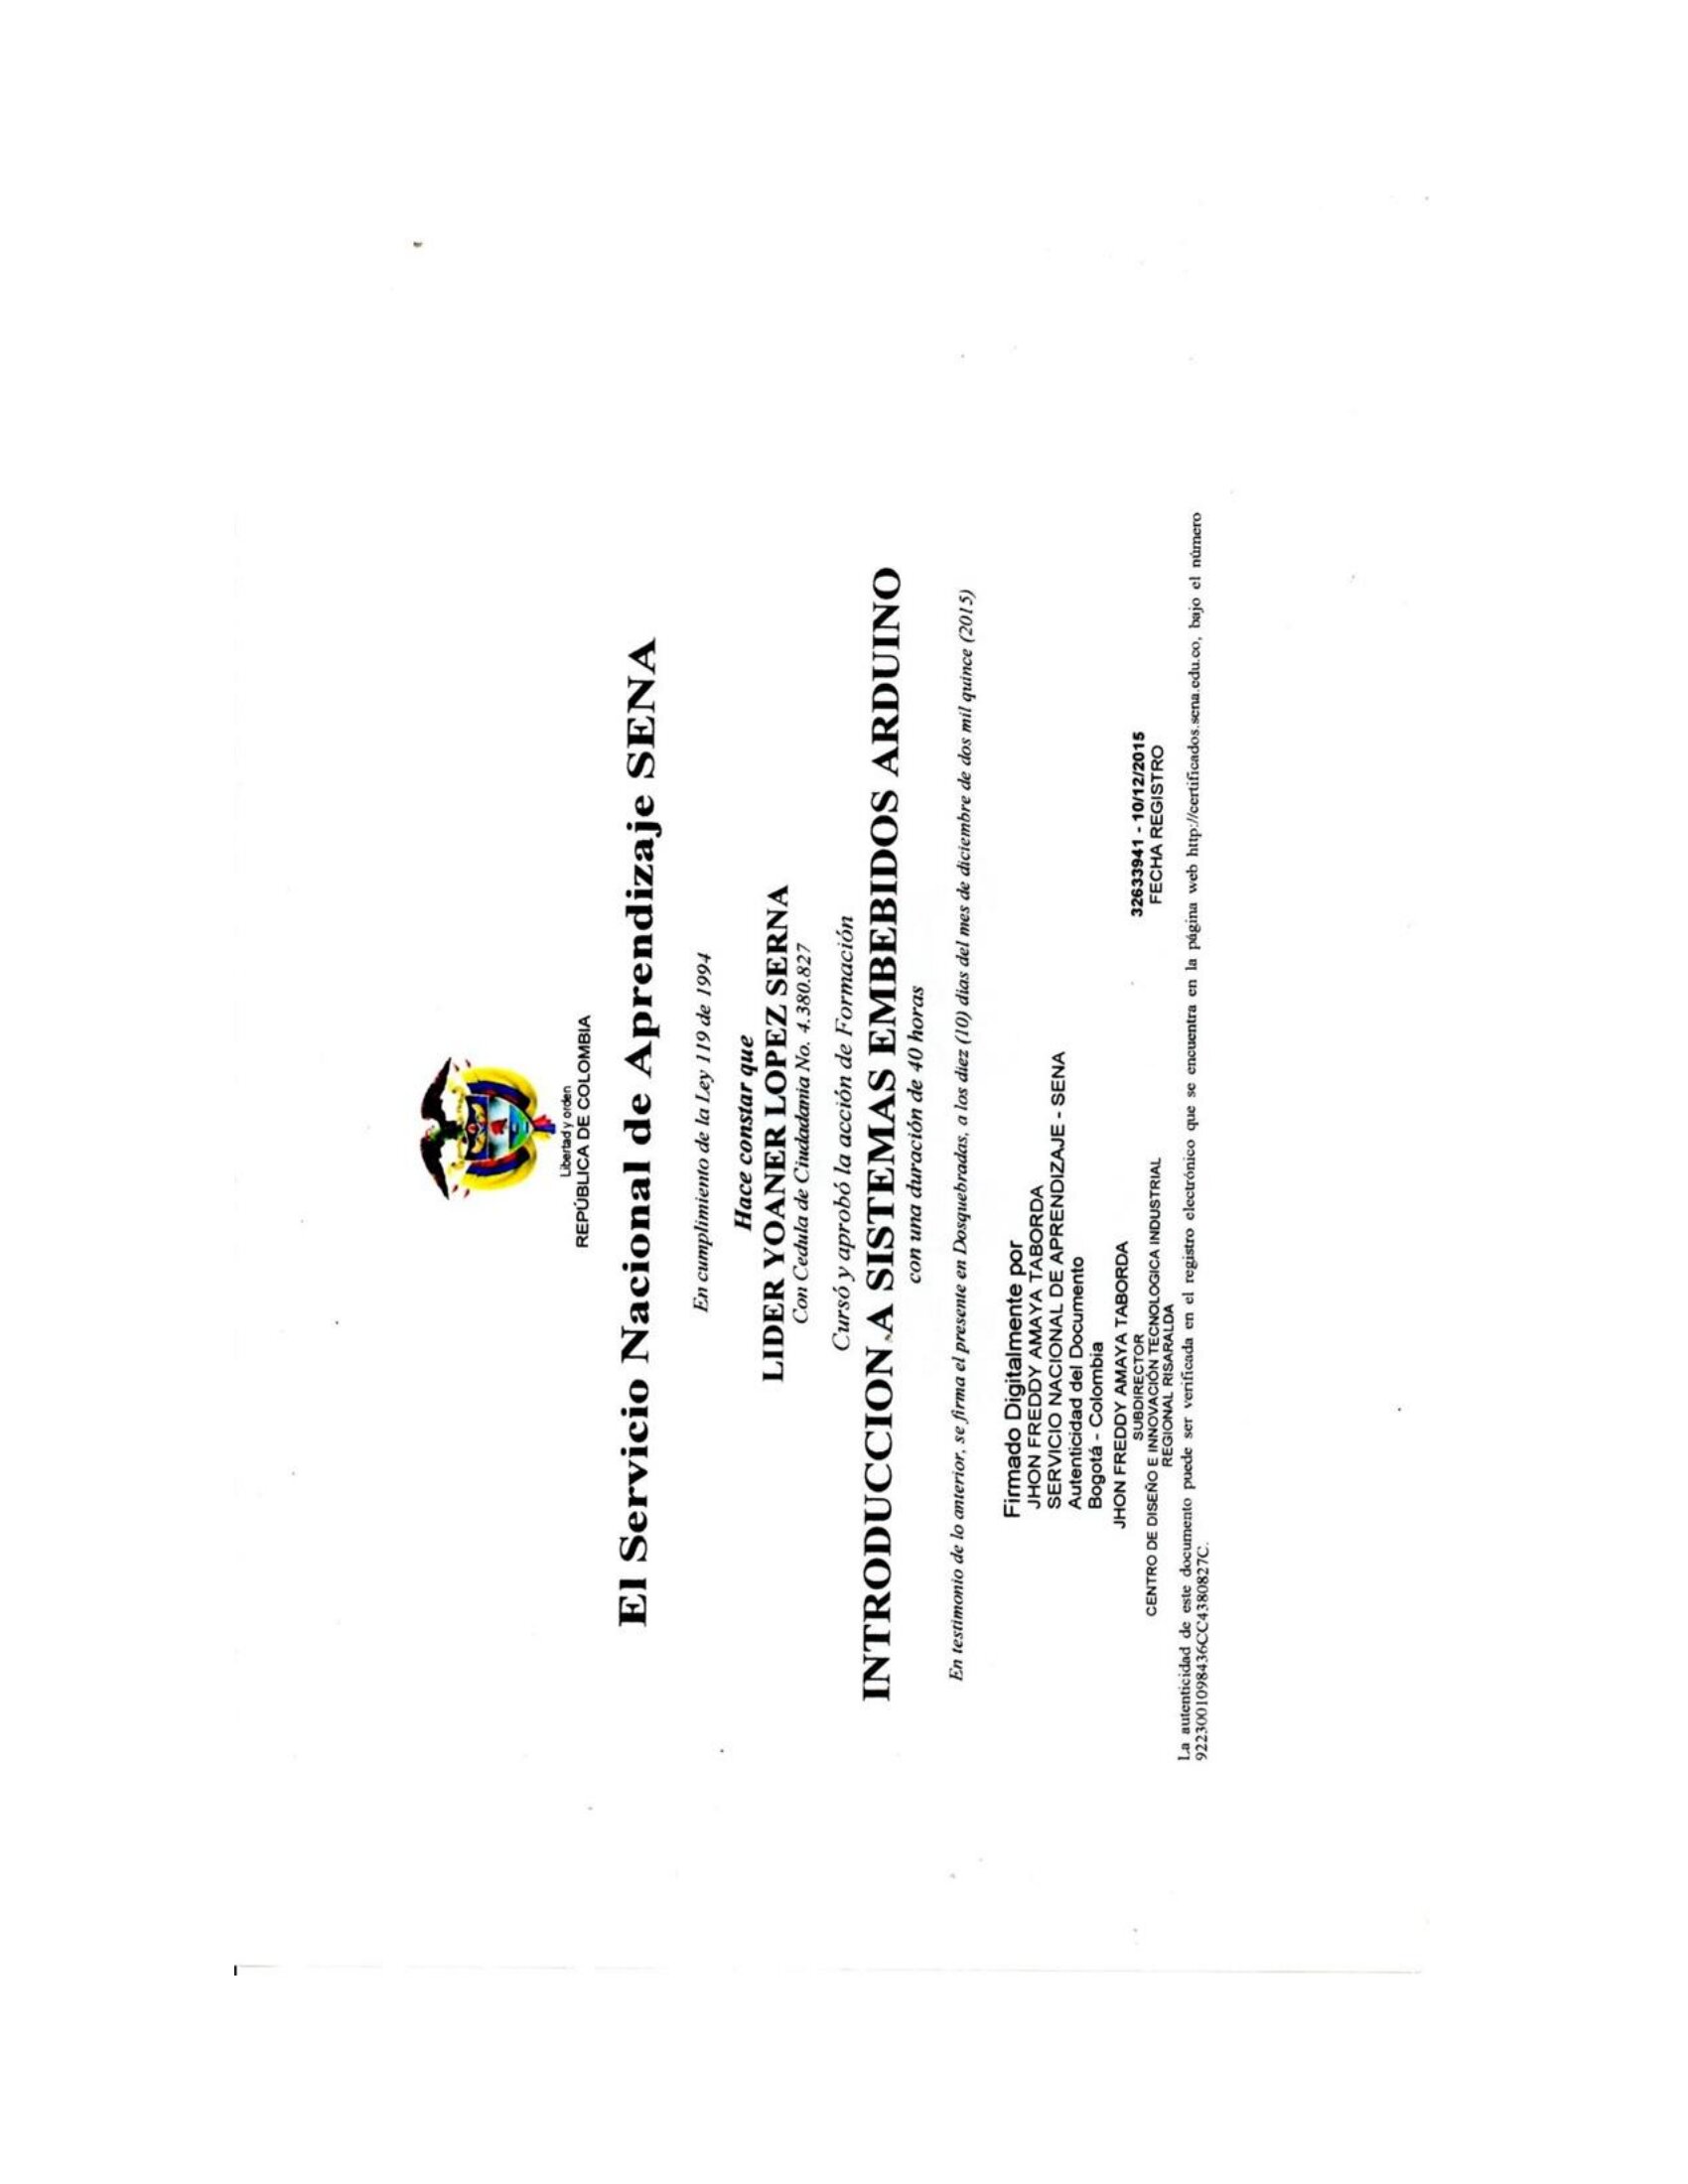 Libertad y orden
REPÚBLICA DE COLOMBIA
El Servicio Nacional de Aprendizaje SENA
En cumplimiento de la Ley 119 de 1994
Hace constar que
LIDER YOANER LOPEZ SERNA
Con Cedula de Ciudadania No. 4.380.827
Cursó y aprobó la acción de Formación
INTRODUCCION A SISTEMAS EMBEBIDOS ARDUINO
con una duración de 40 horas
En testimonio de lo anterior, se firma el presente en Dosquebradas, a los diez (10) dias del mes de diciembre de dos mil quince (2015)
Firmado Digitalmente por
JHON FREDDY AMAYA TABORDA
SERVICIO NACIONAL DE APRENDIZAJE - SENA
Autenticidad del Documento
Bogotá - Colombia
JHON FREDDY AMAYA TABORDA
SUBDIRECTOR
CENTRO DE DISEÑO E INNOVACIÓN TECNOLOGICA INDUSTRIAL
REGIONAL RISARALDA
32633941 - 10/12/2015
FECHA REGISTRO
La autenticidad de este documento puede ser verificada en el registro electrónico que se encuentra en la página web http://certificados.sena.edu.co, bajo el número
9223001098436CC4380827C.